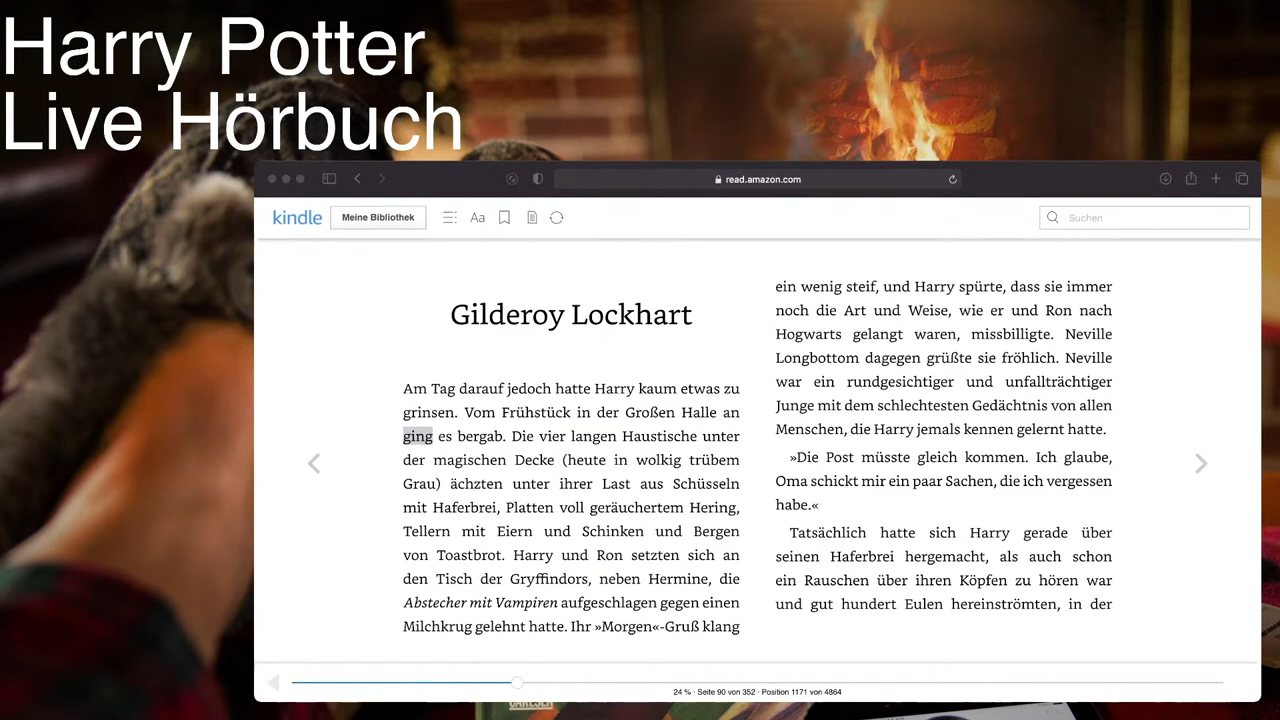 Harry Potter
Live Hörbuch
read.amazon.com
kindle
Meine Bibliothek
Aa
Suchen
Gilderoy Lockhart
Am Tag darauf jedoch hatte Harry kaum etwas zu
grinsen. Vom Frühstück in der Großen Halle an
ging es bergab. Die vier langen Haustische unter
der magischen Decke (heute in wolkig trübem
Grau) ächzten unter ihrer Last aus Schüsseln
mit Haferbrei, Platten voll geräuchertem Hering,
Tellern mit Eiern und Schinken und Bergen
von Toastbrot. Harry und Ron setzten sich an
den Tisch der Gryffindors, neben Hermine, die
Abstecher mit Vampiren aufgeschlagen gegen einen
Milchkrug gelehnt hatte. Ihr »Morgen«-Gruß klang
ein wenig steif, und Harry spürte, dass sie immer
noch die Art und Weise, wie er und Ron nach
Hogwarts gelangt waren, missbilligte. Neville
Longbottom dagegen grüßte sie fröhlich. Neville
war ein rundgesichtiger und unfallträchtiger
Junge mit dem schlechtesten Gedächtnis von allen
Menschen, die Harry jemals kennen gelernt hatte.
»Die Post müsste gleich kommen. Ich glaube,
Oma schickt mir ein paar Sachen, die ich vergessen
habe.«
Tatsächlich hatte sich Harry gerade über
seinen Haferbrei hergemacht, als auch schon
ein Rauschen über ihren Köpfen zu hören war
und gut hundert Eulen hereinströmten, in der
24 % · Seite 90 von 352 · Position 1171 von 4864